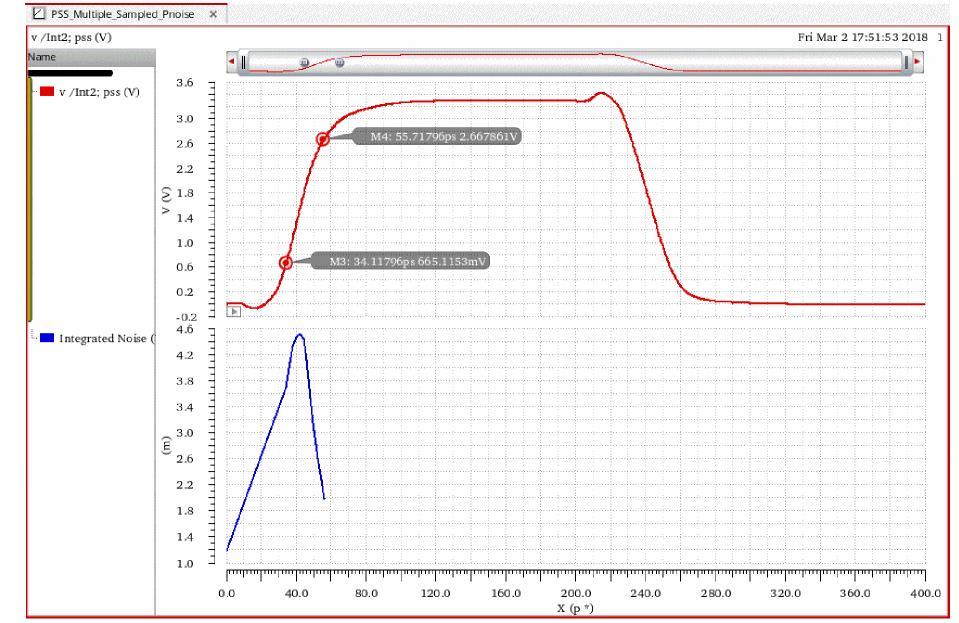 PSS_Multiple_Sampled_Pnoise
v /Int2; pss (V)
Fri Mar 2 17:51:53 2018 1
Name
v /Int2; pss (V)
3.6
3.0
2.6
2.2
1.8
1.4
1.0
0.6
0.2
-0.2
V (V)
M4: 55.71796ps 2.667861V
M3: 34.11796ps 665.1153mV
Integrated Noise (
4.6
4.2
3.8
3.4
3.0
2.6
2.2
1.8
1.4
1.0
(m)
0.0 40.0 80.0 120.0 160.0 200.0 240.0 280.0 320.0 360.0 400.0
X (p *)